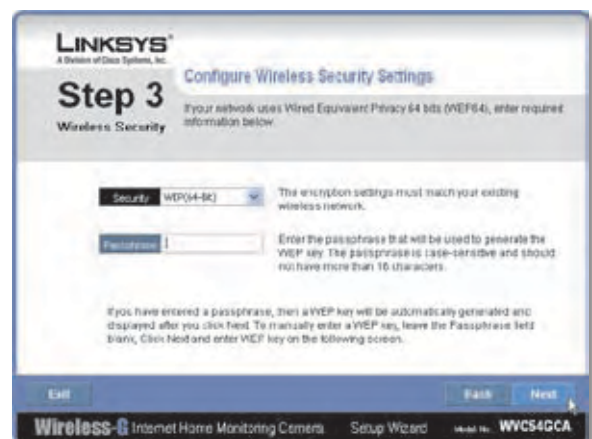 LINKSYS®
A Division of Cisco Systems, Inc.
Step 3
Wireless Security
Configure Wireless Security Settings
If your network uses Wired Equivalent Privacy 64 bits (WEP64), enter required
information below.
Security WEP(64-Bit)
The encryption settings must match your existing
wireless network.
Passphrase
Enter the passphrase that will be used to generate the
WEP key. The passphrase is case-sensitive and should
not have more than 16 characters.
If you have entered a passphrase, then a WEP key will be automatically generated and
displayed after you click Next. To manually enter a WEP key, leave the Passphrase field
blank, Click Next and enter WEP key on the following screen.
Exit
Back
Next
Wireless-G Internet Home Monitoring Camera
Setup Wizard
Model No. WVC54GCA